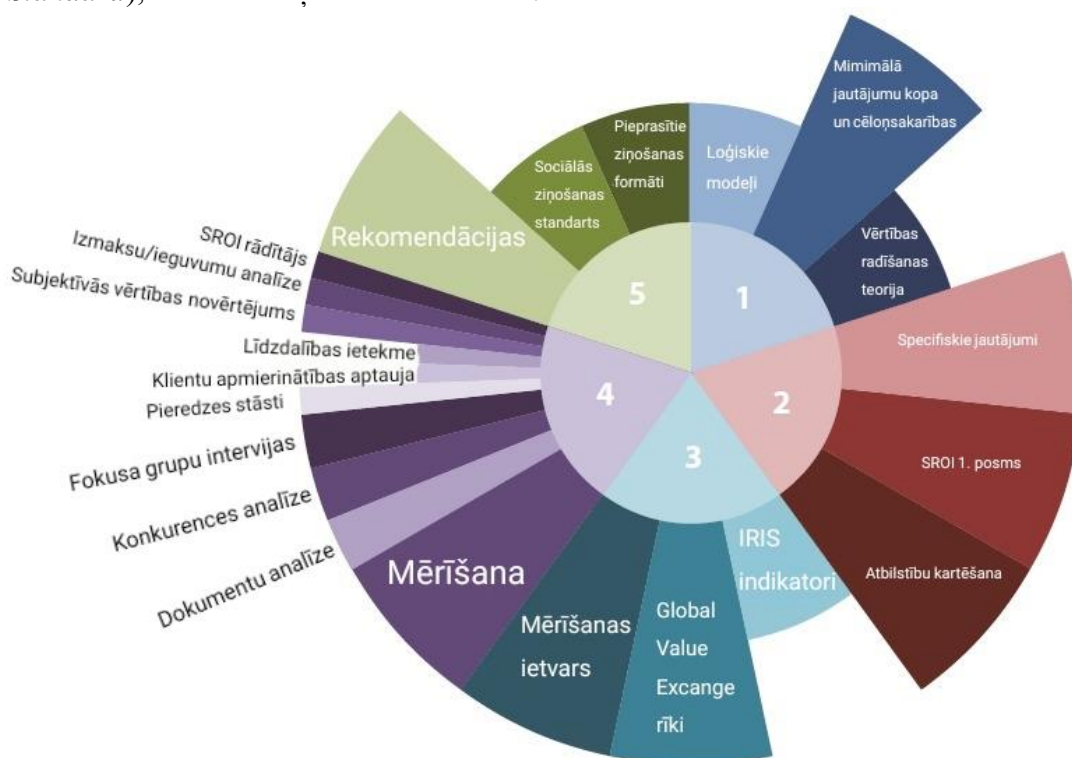 Pieprasītie
ziņošanas
formāti
Loģiskie
modeļi
Mimimālā
jautājumu kopa
un cēloņsakarības
Sociālās
ziņošanas
standarts
Vērtības
radīšanas
teorija
Rekomendācijas
SROI rādītājs
Izmaksu/ieguvumu analīze
Subjektīvās vērtības novērtējums
Līdzdalības ietekme
Klientu apmierinātības aptauja
Pieredzes stāsti
Fokusa grupu intervijas
Konkurences analīze
Dokumentu analīze
5
1
4
2
3
Specifiskie jautājumi
SROI 1. posms
Atbilstību kartēšana
IRIS
indikatori
Global
Value
Excange
rīki
Mērīšanas
ietvars
Mērīšana